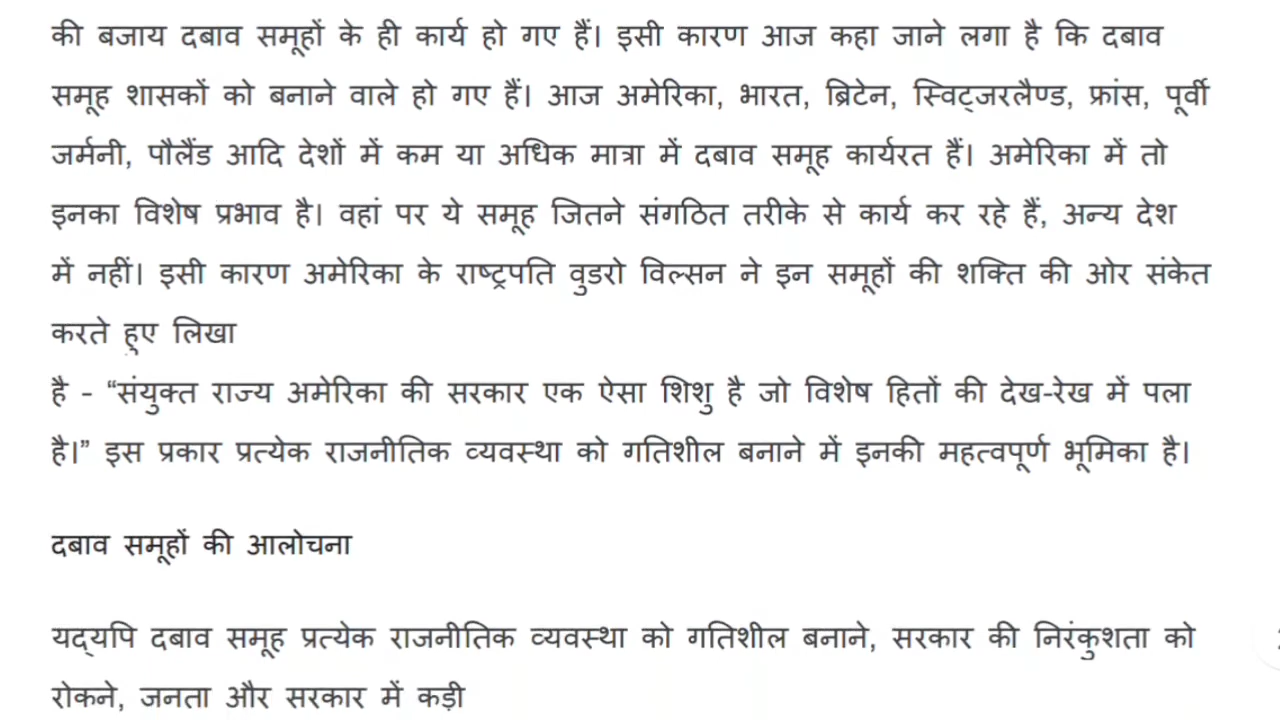 की बजाय दबाव समूहों के ही कार्य हो गए हैं। इसी कारण आज कहा जाने लगा है कि दबाव
समूह शासकों को बनाने वाले हो गए हैं। आज अमेरिका, भारत, ब्रिटेन, स्विट्जरलैण्ड, फ्रांस, पूर्वी
जर्मनी, पौलैंड आदि देशों में कम या अधिक मात्रा में दबाव समूह कार्यरत हैं। अमेरिका में तो
इनका विशेष प्रभाव है। वहां पर ये समूह जितने संगठित तरीके से कार्य कर रहे हैं, अन्य देश
में नहीं। इसी कारण अमेरिका के राष्ट्रपति वुडरो विल्सन ने इन समूहों की शक्ति की ओर संकेत
करते हुए लिखा
है - “संयुक्त राज्य अमेरिका की सरकार एक ऐसा शिशु है जो विशेष हितों की देख-रेख में पला
है।” इस प्रकार प्रत्येक राजनीतिक व्यवस्था को गतिशील बनाने में इनकी महत्वपूर्ण भूमिका है।
दबाव समूहों की आलोचना
यद्यपि दबाव समूह प्रत्येक राजनीतिक व्यवस्था को गतिशील बनाने, सरकार की निरंकुशता को
रोकने, जनता और सरकार में कड़ी